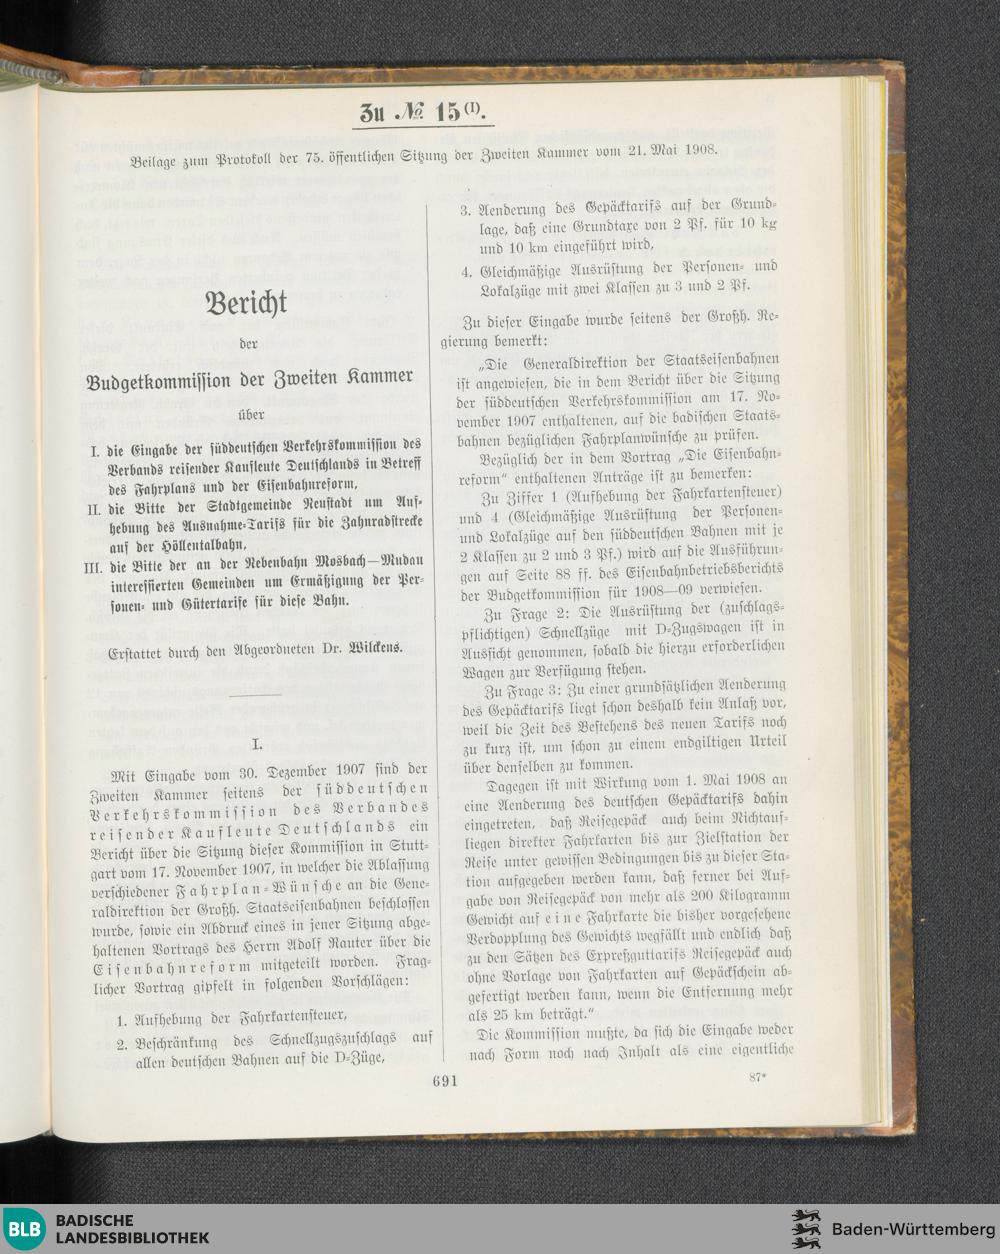 Zu № 15(I).
Beilage zum Protokoll der 75. öffentlichen Sitzung der Zweiten Kammer vom 21. Mai 1908.
Bericht
der
Budgetkommission der Zweiten Kammer
über
I. die Eingabe der süddeutschen Verkehrskommission des
Verbands reisender Kaufleute Deutschlands in Betreff
des Fahrplans und der Eisenbahnreform,
II. die Bitte der Stadtgemeinde Neustadt um Auf-
hebung des Ausnahme-Tarifs für die Zahnradstrecke
auf der Höllentalbahn,
III. die Bitte der an der Nebenbahn Mosbach—Mudau
interessierten Gemeinden um Ermäßigung der Per-
sonen- und Gütertarife für diese Bahn.
Erstattet durch den Abgeordneten Dr. Wilckens.
I.
Mit Eingabe vom 30. Dezember 1907 sind der
Zweiten Kammer seitens der süddeutschen
Verkehrskommission des Verbandes
reisender Kaufleute Deutschlands ein
Bericht über die Sitzung dieser Kommission in Stutt-
gart vom 17. November 1907, in welcher die Ablassung
verschiedener Fahrplan-Wünsche an die Gene-
raldirektion der Großh. Staatseisenbahnen beschlossen
wurde, sowie ein Abdruck eines in jener Sitzung abge-
haltenen Vortrags des Herrn Adolf Rauter über die
Eisenbahnreform mitgeteilt worden. Frag-
licher Vortrag gipfelt in folgenden Vorschlägen:
1. Aufhebung der Fahrkartensteuer,
2. Beschränkung des Schnellzugszuschlags auf
allen deutschen Bahnen auf die D-Züge,
3. Aenderung des Gepäcktarifs auf der Grund-
lage, daß eine Grundtaxe von 2 Pf. für 10 kg
und 10 km eingeführt wird,
4. Gleichmäßige Ausrüstung der Personen- und
Lokalzüge mit zwei Klassen zu 3 und 2 Pf.
Zu dieser Eingabe wurde seitens der Großh. Re-
gierung bemerkt:
„Die Generaldirektion der Staatseisenbahnen
ist angewiesen, die in dem Bericht über die Sitzung
der süddeutschen Verkehrskommission am 17. No-
vember 1907 enthaltenen, auf die badischen Staats-
bahnen bezüglichen Fahrplanwünsche zu prüfen.
Bezüglich der in dem Vortrag „Die Eisenbahn-
reform“ enthaltenen Anträge ist zu bemerken:
Zu Ziffer 1 (Aufhebung der Fahrkartensteuer)
und 4 (Gleichmäßige Ausrüstung der Personen-
und Lokalzüge auf den süddeutschen Bahnen mit je
2 Klassen zu 2 und 3 Pf.) wird auf die Ausführun-
gen auf Seite 88 ff. des Eisenbahnbetriebsberichts
der Budgetkommission für 1908—09 verwiesen.
Zu Frage 2: Die Ausrüstung der (zuschlags-
pflichtigen) Schnellzüge mit D-Zugswagen ist in
Aussicht genommen, sobald die hierzu erforderlichen
Wagen zur Verfügung stehen.
Zu Frage 3: Zu einer grundsätzlichen Aenderung
des Gepäcktarifs liegt schon deshalb kein Anlaß vor,
weil die Zeit des Bestehens des neuen Tarifs noch
zu kurz ist, um schon zu einem endgiltigen Urteil
über denselben zu kommen.
Dagegen ist mit Wirkung vom 1. Mai 1908 an
eine Aenderung des deutschen Gepäcktarifs dahin
eingetreten, daß Reisegepäck auch beim Nichtauf-
liegen direkter Fahrkarten bis zur Zielstation der
Reise unter gewissen Bedingungen bis zu dieser Sta-
tion aufgegeben werden kann, daß ferner bei Auf-
gabe von Reisegepäck von mehr als 200 Kilogramm
Gewicht auf eine Fahrkarte die bisher vorgesehene
Verdopplung des Gewichts wegfällt und endlich daß
zu den Sätzen des Expreßguttarifs Reisegepäck auch
ohne Vorlage von Fahrkarten auf Gepäckschein ab-
gefertigt werden kann, wenn die Entfernung mehr
als 25 km beträgt.“
Die Kommission mußte, da sich die Eingabe weder
nach Form noch nach Inhalt als eine eigentliche
691
87*
BLB
BADISCHE
LANDESBIBLIOTHEK
Baden-Württemberg